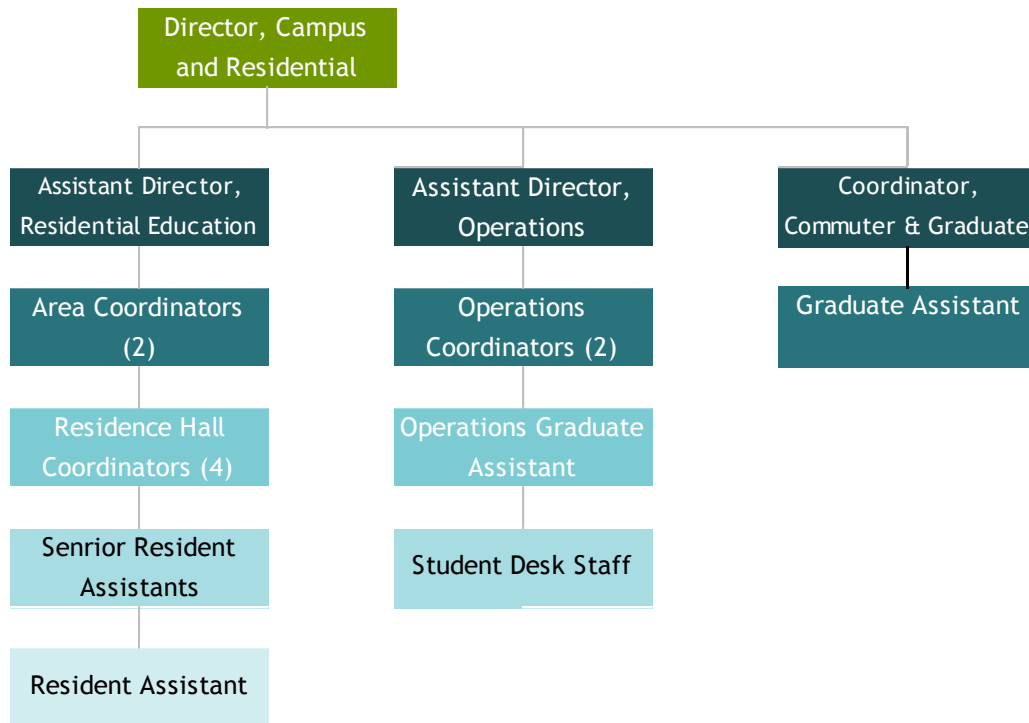 Director, Campus
and Residential
Assistant Director,
Residential Education
Assistant Director,
Operations
Coordinator,
Commuter & Graduate
Area Coordinators
(2)
Operations
Coordinators (2)
Graduate Assistant
Residence Hall
Coordinators (4)
Operations Graduate
Assistant
Senrior Resident
Assistants
Student Desk Staff
Resident Assistant